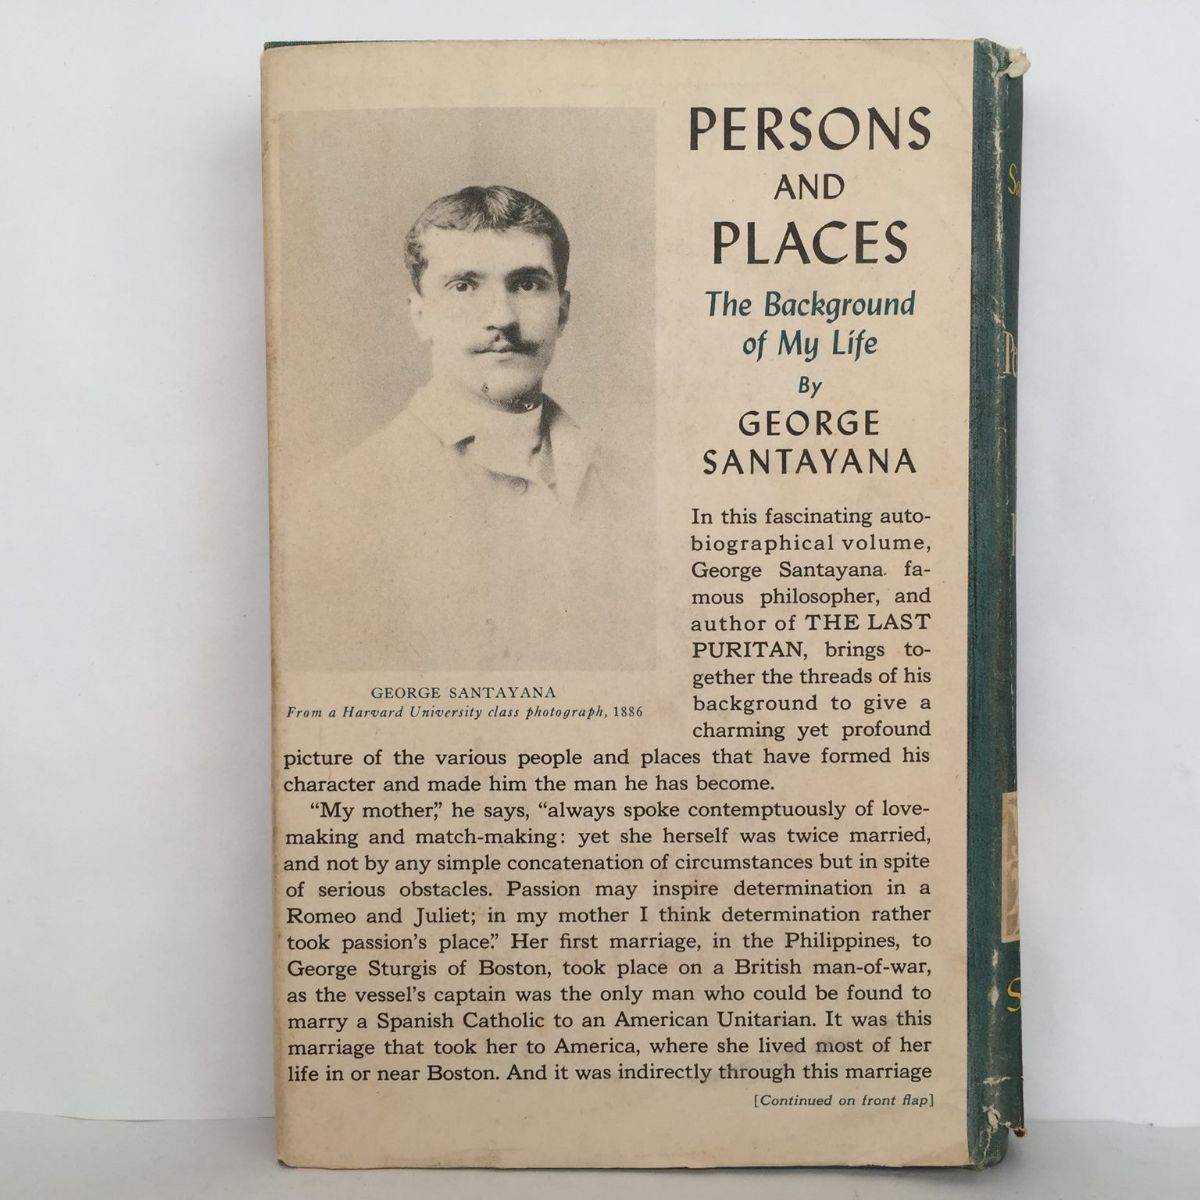 PERSONS
AND
PLACES
The Background
of My Life
By
GEORGE
SANTAYANA
In this fascinating auto-
biographical volume,
George Santayana, fa-
mous philosopher, and
author of THE LAST
PURITAN, brings to-
gether the threads of his
background to give a
charming yet profound
GEORGE SANTAYANA
From a Harvard University class photograph, 1886
picture of the various people and places that have formed his
character and made him the man he has become.
“My mother,” he says, “always spoke contemptuously of love-
making and match-making: yet she herself was twice married,
and not by any simple concatenation of circumstances but in spite
of serious obstacles. Passion may inspire determination in a
Romeo and Juliet; in my mother I think determination rather
took passion's place.” Her first marriage, in the Philippines, to
George Sturgis of Boston, took place on a British man-of-war,
as the vessel's captain was the only man who could be found to
marry a Spanish Catholic to an American Unitarian. It was this
marriage that took her to America, where she lived most of her
life in or near Boston. And it was indirectly through this marriage
[Continued on front flap]